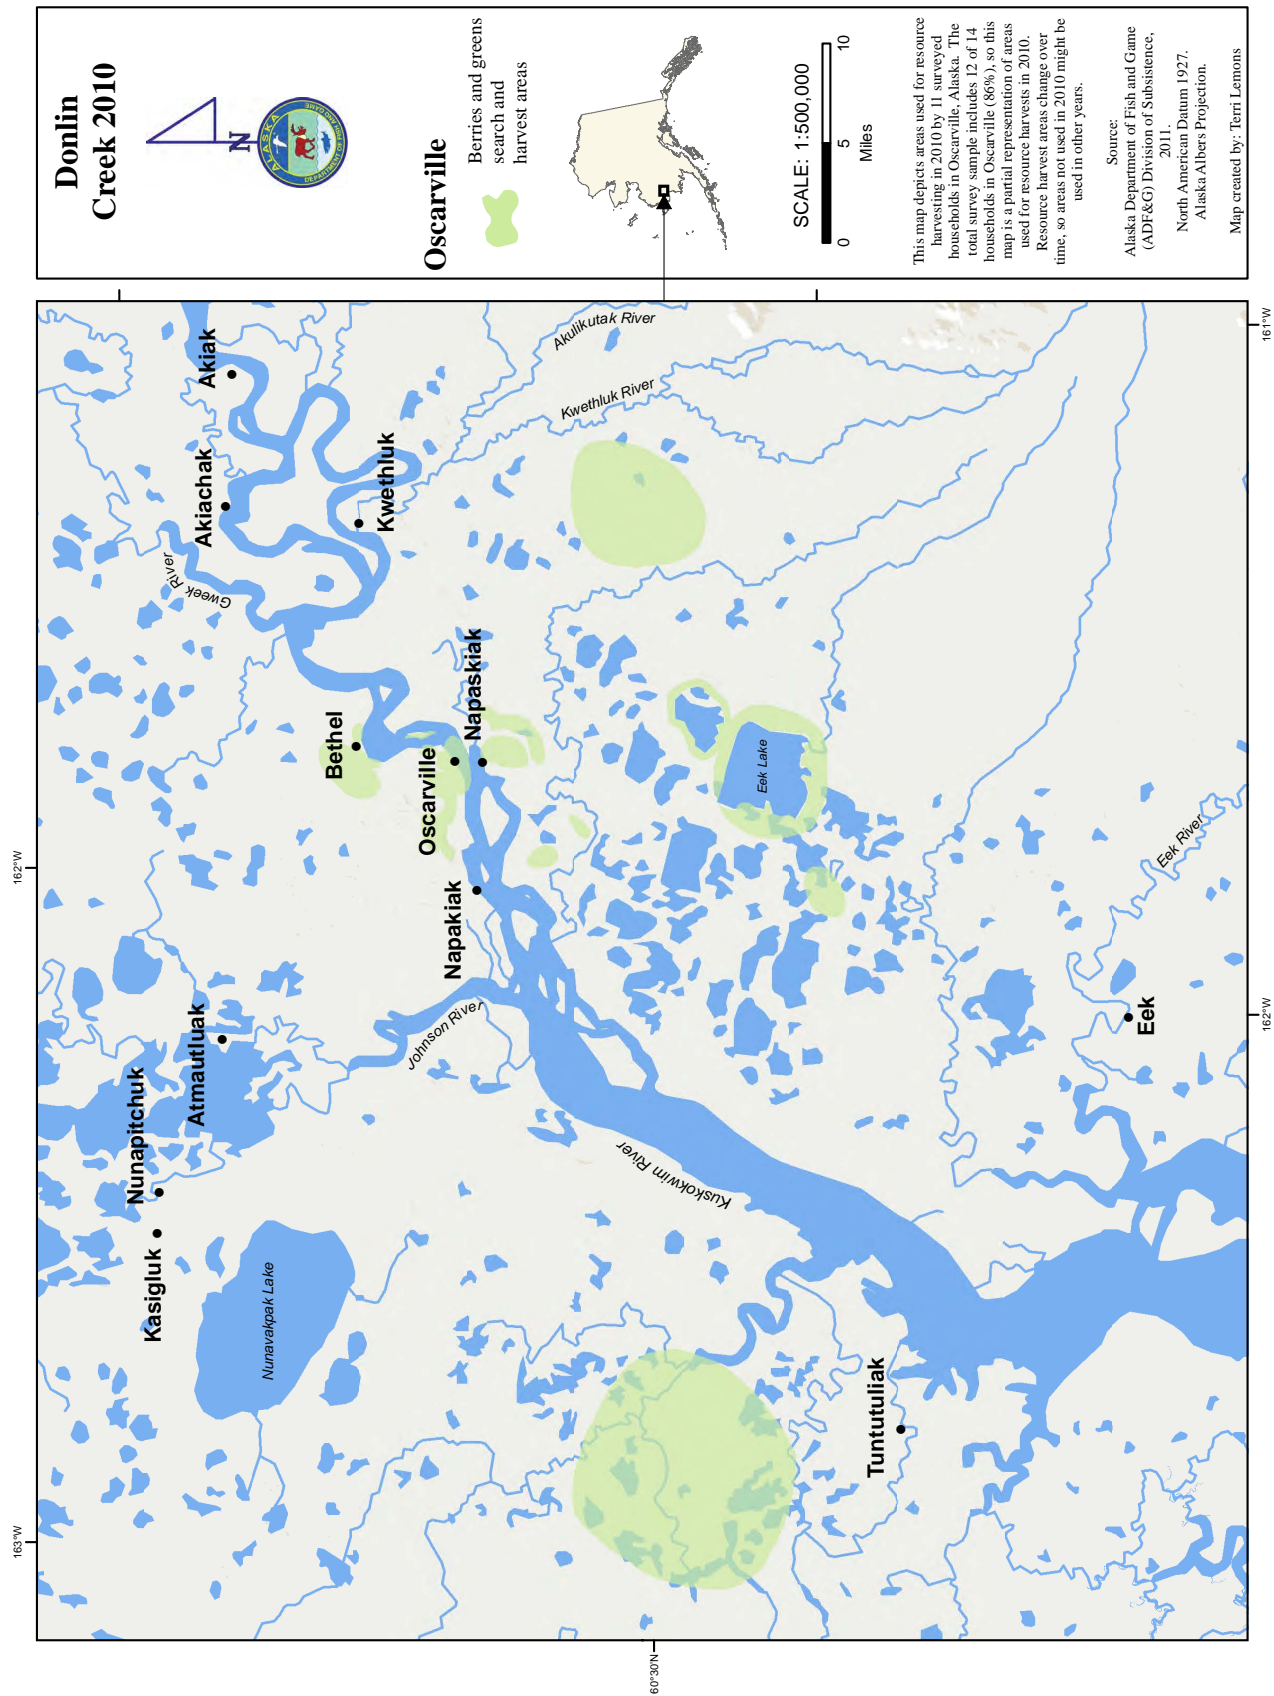 Donlin
Creek 2010
N
ALASKA
DEPARTMENT OF FISH AND GAME
Oscarville
Berries and greens
search and
harvest areas
SCALE: 1:500,000
0
5
10
Miles
This map depicts areas used for resource
harvesting in 2010 by 11 surveyed
households in Oscarville, Alaska. The
total survey sample includes 12 of 14
households in Oscarville (86%), so this
map is a partial representation of areas
used for resource harvests in 2010.
Resource harvest areas change over
time, so areas not used in 2010 might be
used in other years.
Source:
Alaska Department of Fish and Game
(ADF&G) Division of Subsistence,
2011.
North American Datum 1927.
Alaska Albers Projection.
Map created by: Terri Lemons
163°W
162°W
Akiak
Akiachak
Gweek River
Kwethluk
Akulikutak River
Kwethluk River
Bethel
Oscarville
Napaskiak
Napakiak
Johnson River
Nunapitchuk
Atmautluak
Kasigluk
Nunavakpak Lake
Kuskokwim River
Eek Lake
Eek River
Eek
Tuntutuliak
60°30'N
162°W
161°W